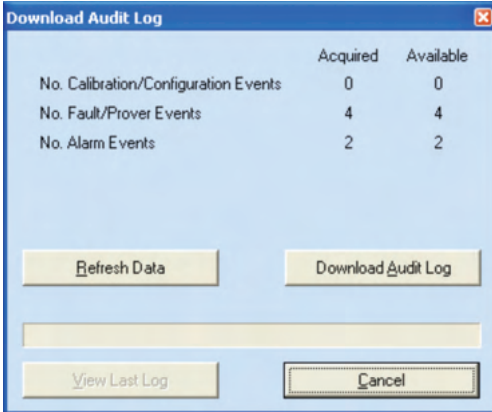 Download Audit Log
Acquired Available
No. Calibration/Configuration Events 0 0
No. Fault/Prover Events 4 4
No. Alarm Events 2 2
Refresh Data Download Audit Log
View Last Log Cancel